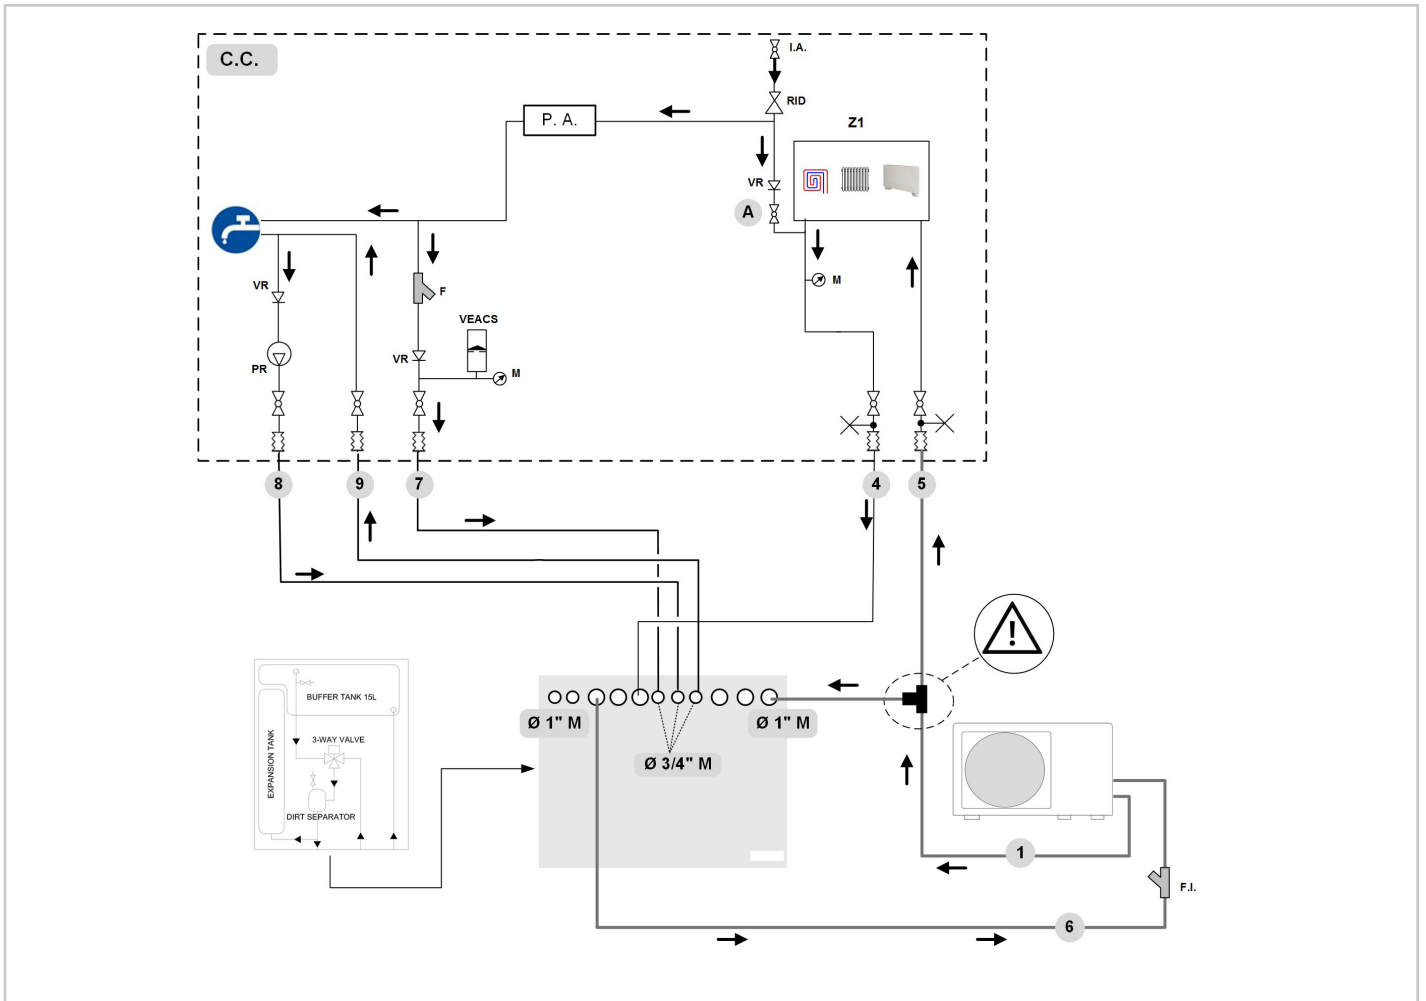 C.C.
I.A.
RID
P. A.
Z1
VR
A
M
VR
F
VEACS
VR
M
PR
8
9
7
4
5
!
BUFFER TANK 15L
3-WAY VALVE
EXPANSION TANK
DIRT SEPARATOR
Ø 1" M
Ø 1" M
Ø 3/4" M
1
F.I.
6